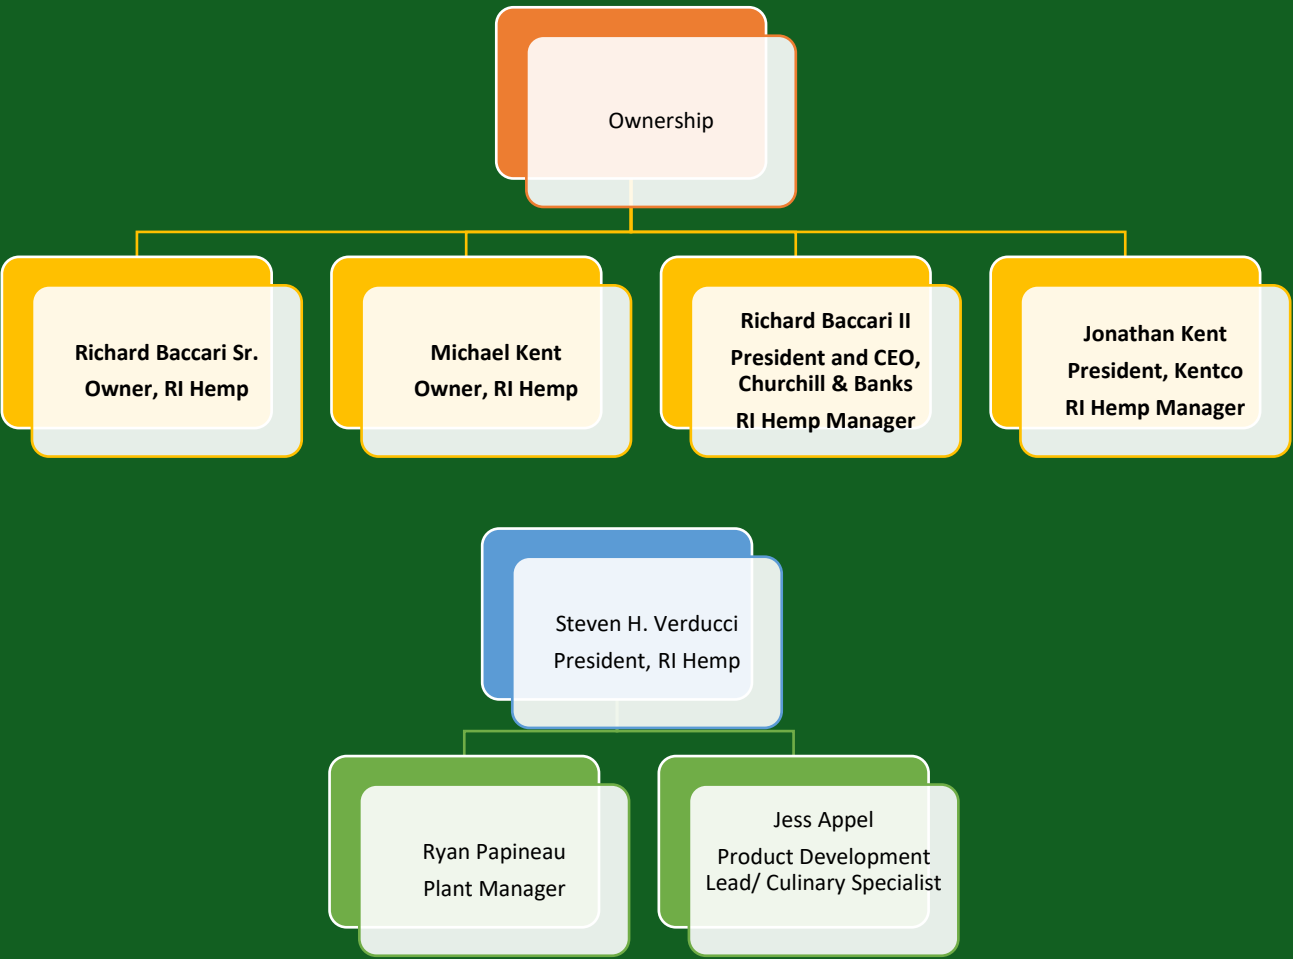 Ownership
Richard Baccari Sr.
Owner, RI Hemp
Michael Kent
Owner, RI Hemp
Richard Baccari II
President and CEO,
Churchill & Banks
RI Hemp Manager
Jonathan Kent
President, Kentco
RI Hemp Manager
Steven H. Verducci
President, RI Hemp
Ryan Papineau
Plant Manager
Jess Appel
Product Development
Lead/ Culinary Specialist